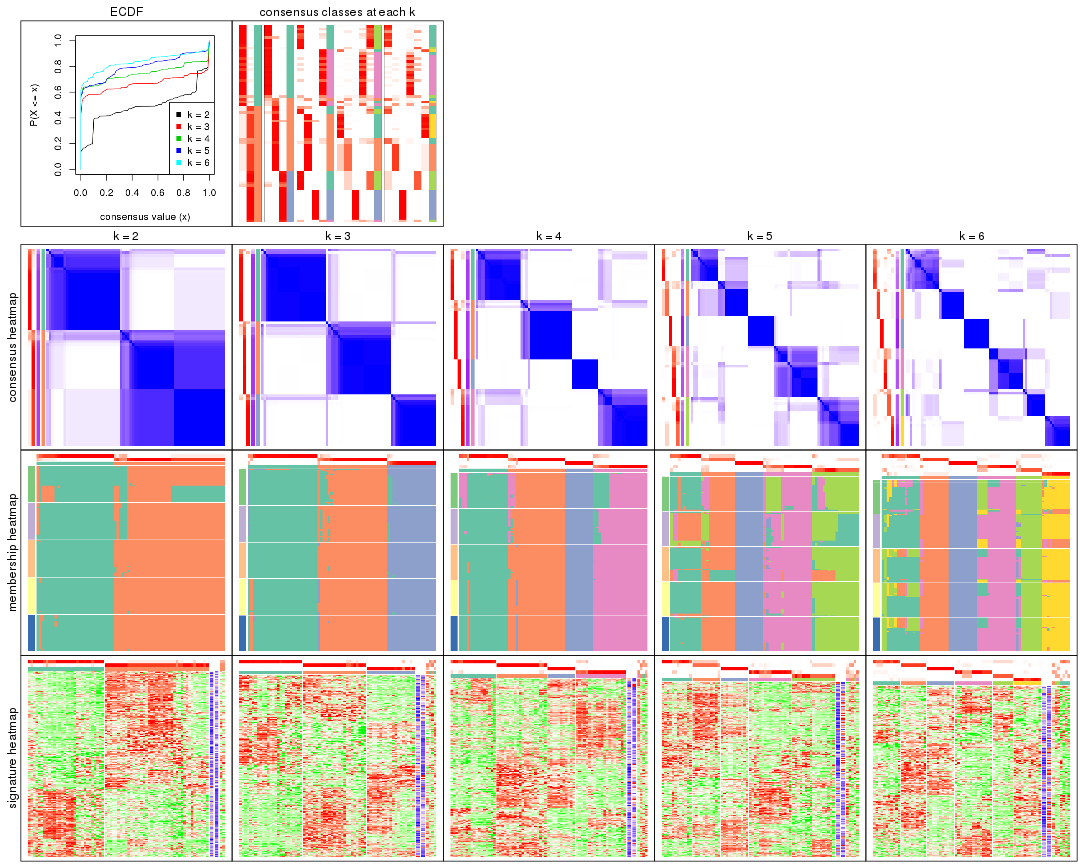 ECDF
consensus classes at each k
P(X <= x)
1.0
0.8
0.6
0.4
0.2
0.0
k = 2
k = 3
k = 4
k = 5
k = 6
0.0 0.2 0.4 0.6 0.8 1.0
consensus value (x)
k = 2
k = 3
k = 4
k = 5
k = 6
consensus heatmap
membership heatmap
signature heatmap